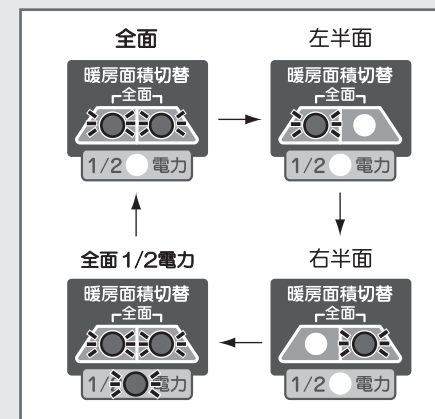 全面
暖房面積切替
全面
1/2 電力
左半面
暖房面積切替
全面
1/2 電力
全面1/2電力
暖房面積切替
全面
1/ 電力
右半面
暖房面積切替
全面
1/2 電力